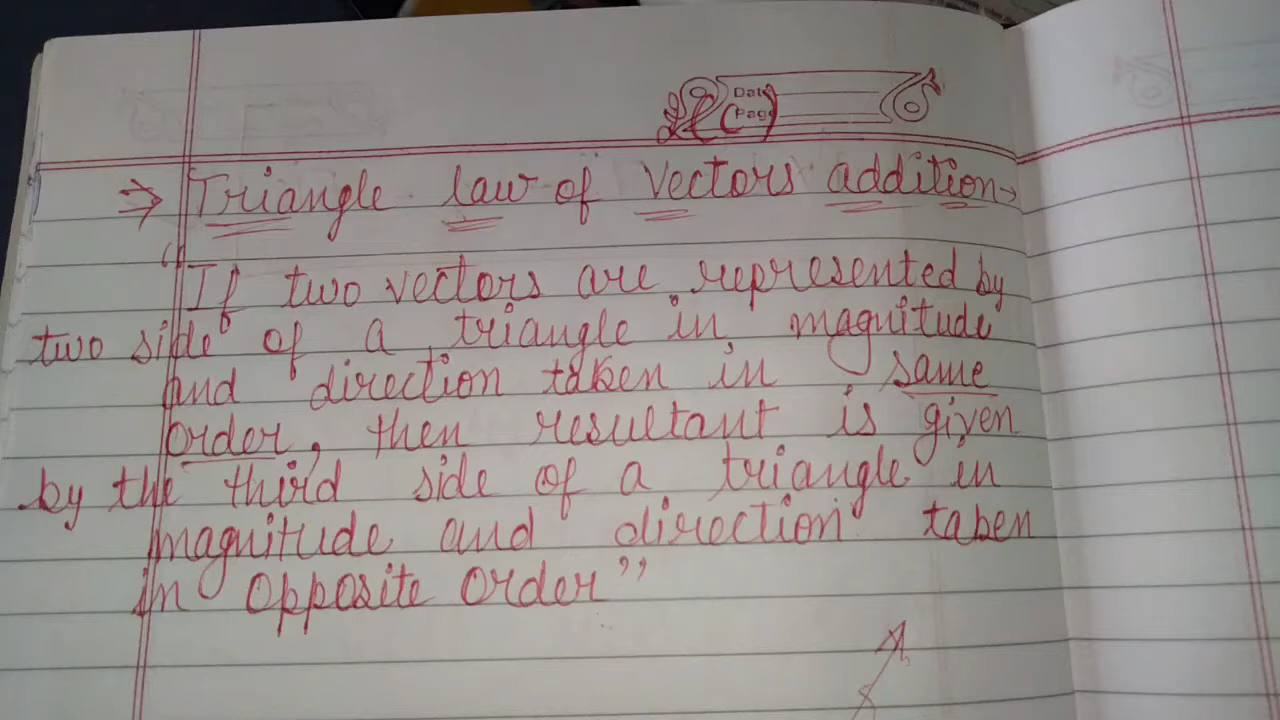 Date
Page
⇒ Triangle law of Vectors addition→
"If two vectors are represented by
two side of a triangle in magnitude
and direction taken in same
order, then resultant is given
by the third side of a triangle in
magnitude and direction taken
in opposite order"